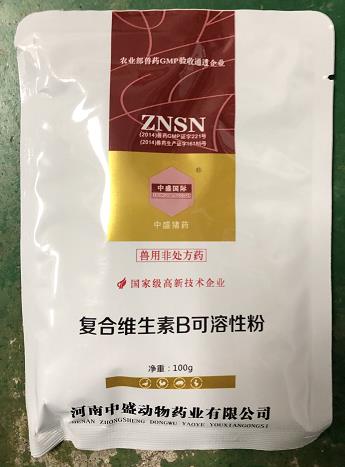 农业部兽药GMP验收通过企业
ZNSN
(2014)兽药GMP证字221号
(2014)兽药生产证字16185号
中盛国际
中盛猪药
兽用非处方药
国家级高新技术企业
复合维生素B可溶性粉
净重：100g
河南中盛动物药业有限公司
HENAN ZHONGSHENG DONGWU YAOYE YOUXIANGONGSI